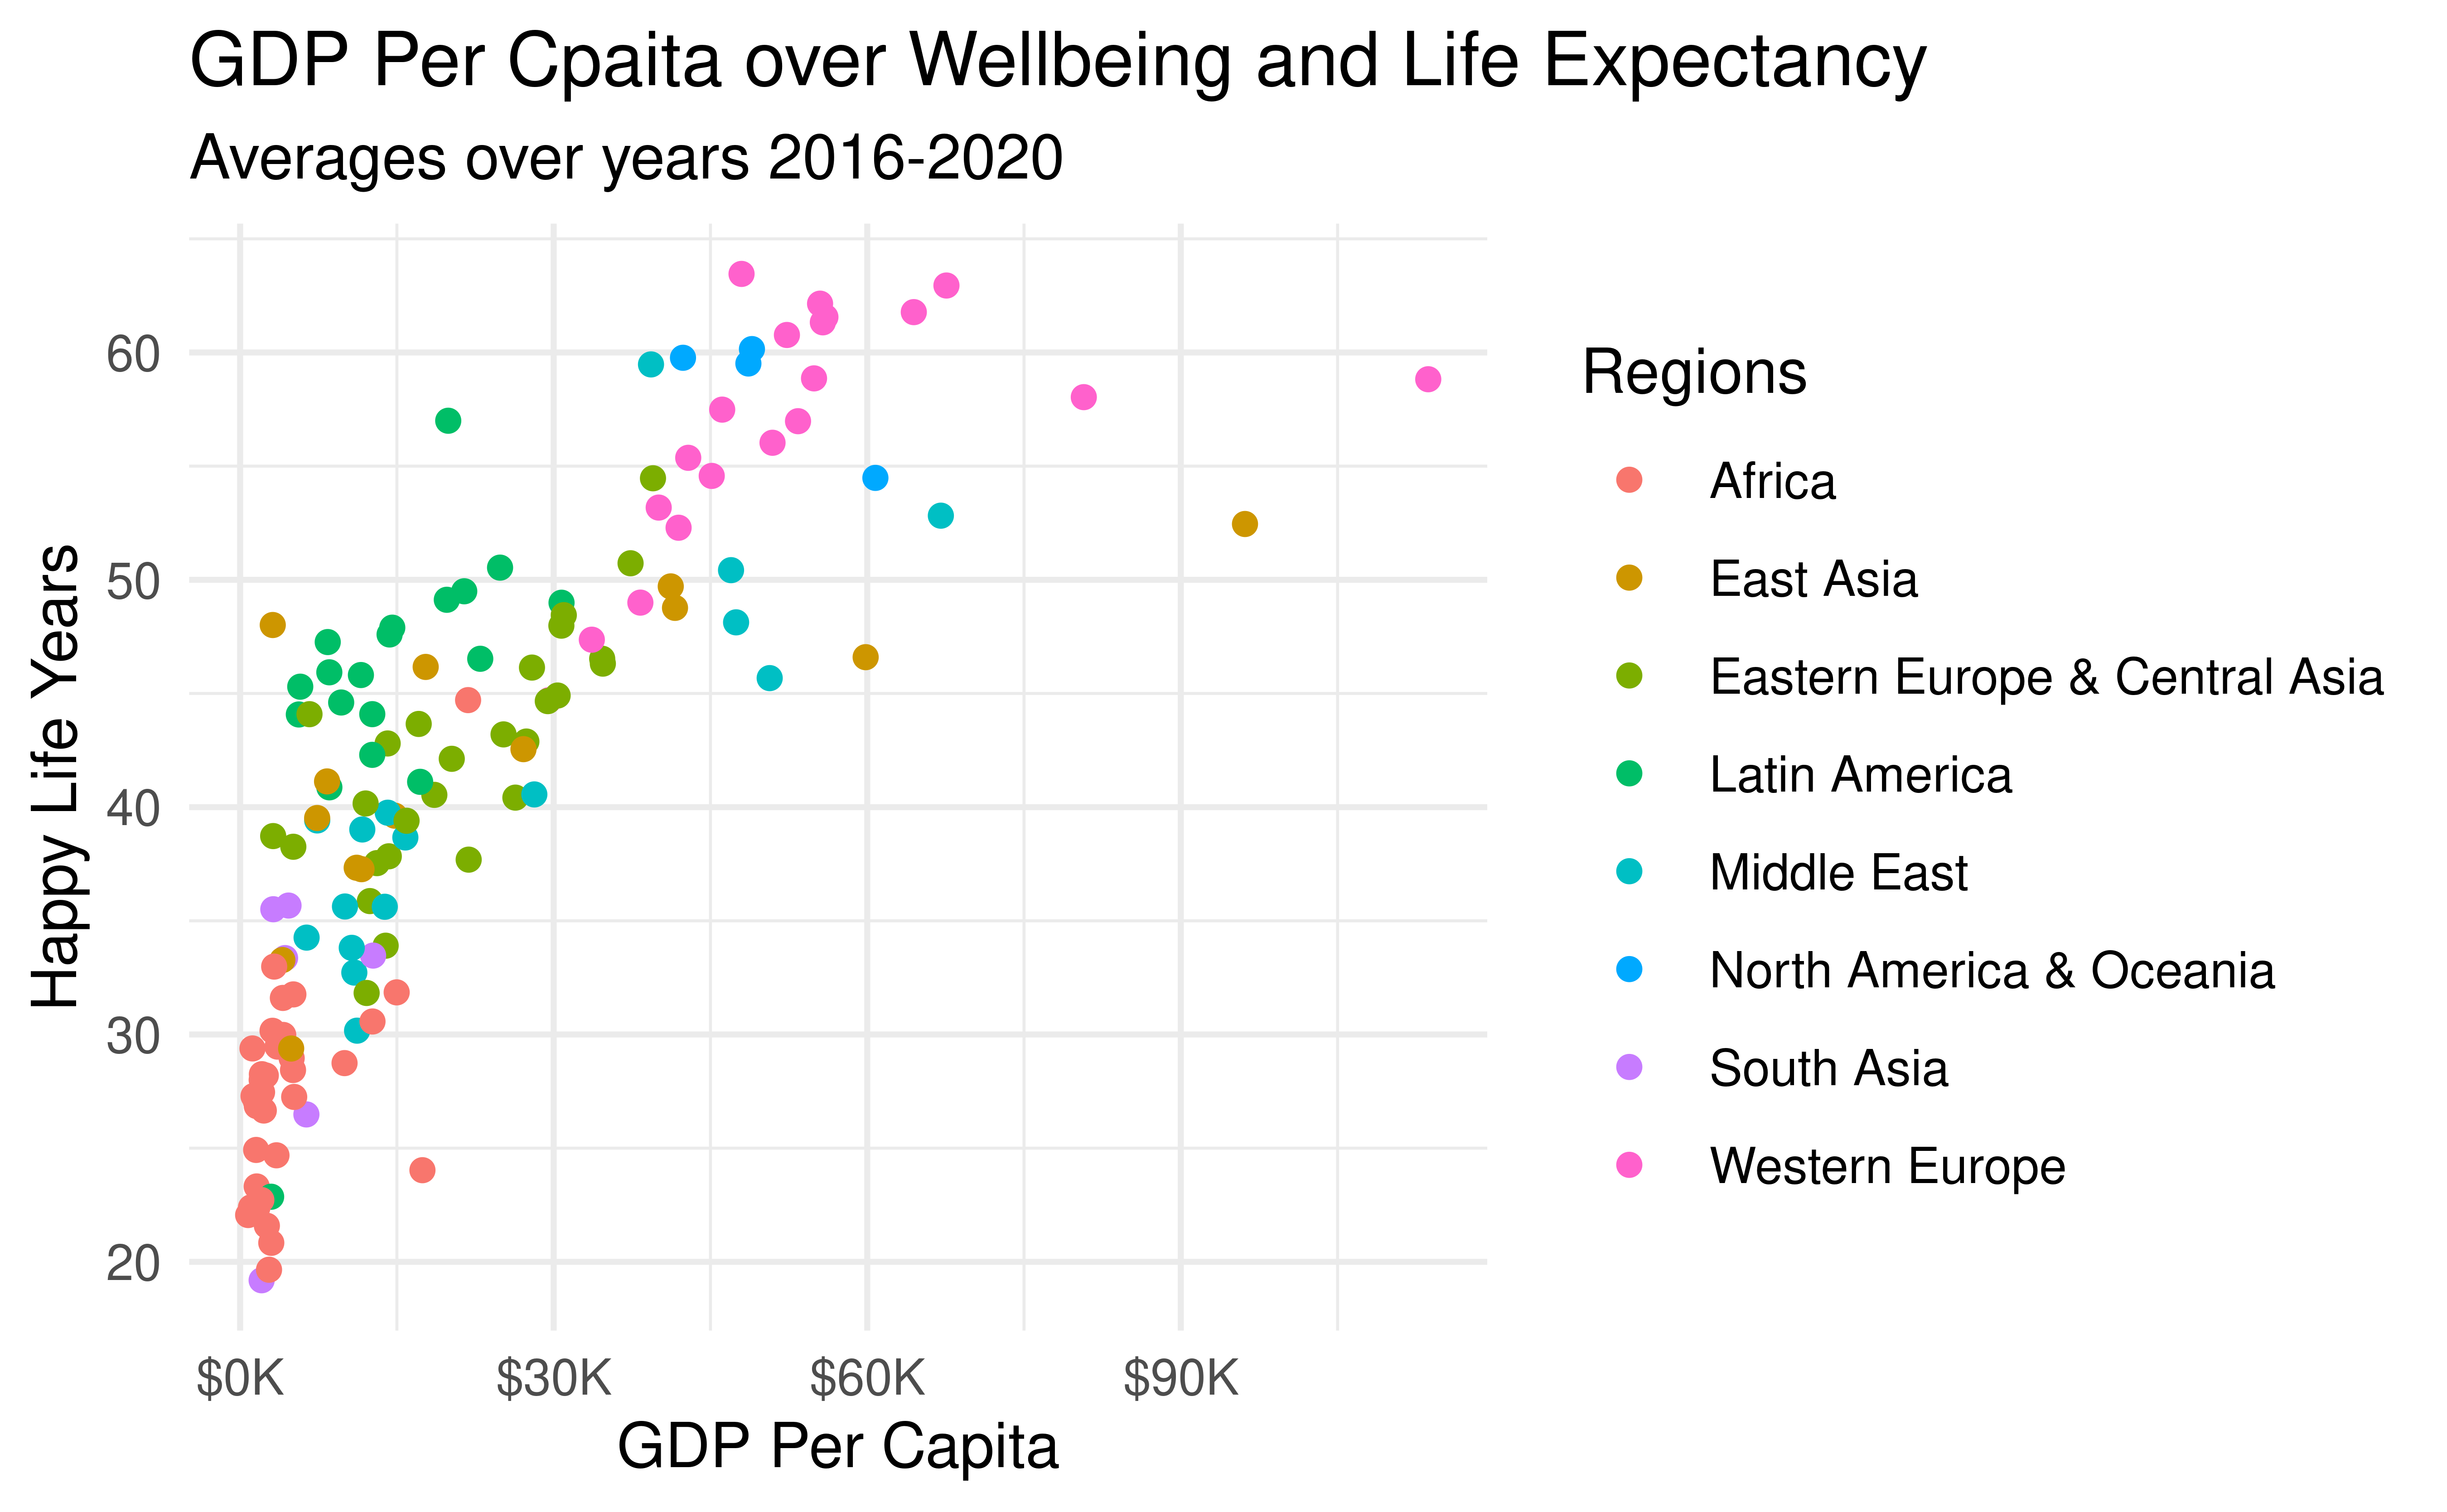 GDP Per Cpaita over Wellbeing and Life Expectancy
Averages over years 2016-2020
Happy Life Years
60
50
40
30
20
$0K
$30K
$60K
$90K
GDP Per Capita
Regions
Africa
East Asia
Eastern Europe & Central Asia
Latin America
Middle East
North America & Oceania
South Asia
Western Europe